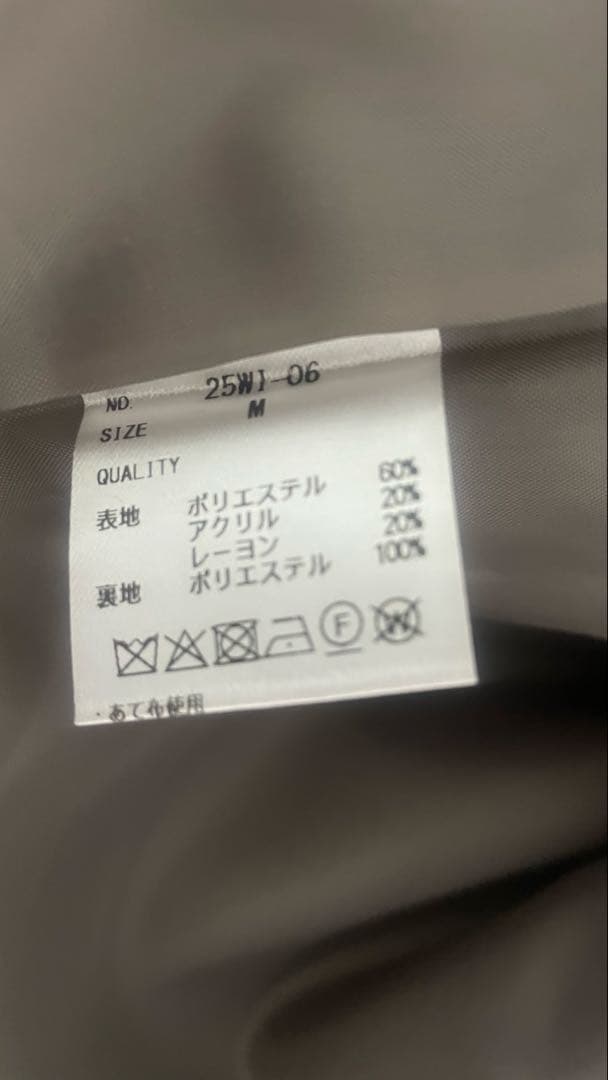 NO. 25WI-06
SIZE M
QUALITY
表地 ポリエステル 60%
アクリル 20%
レーヨン 20%
裏地 ポリエステル 100%
F W
・あて布使用